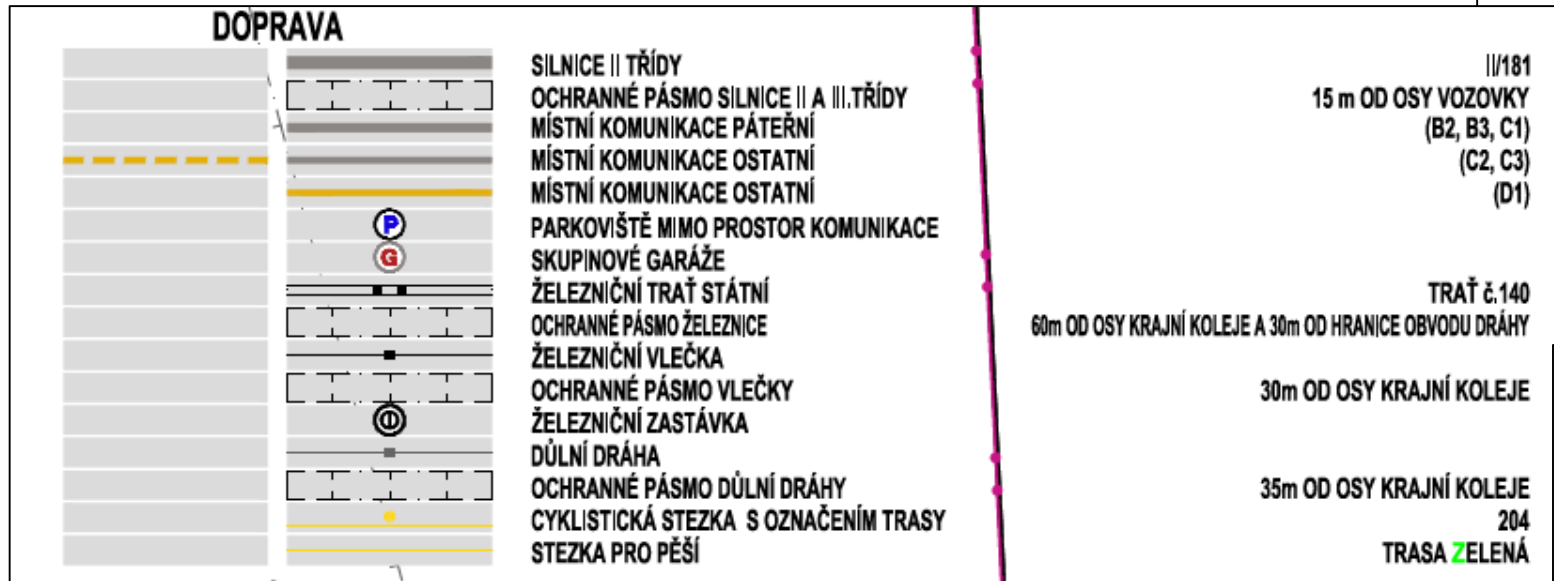 DOPRAVA
SILNICE II TŘÍDY II/181
OCHRANNÉ PÁSMO SILNICE II A III.TŘÍDY 15 m OD OSY VOZOVKY
MÍSTNÍ KOMUNIKACE PÁTEŘNÍ (B2, B3, C1)
MÍSTNÍ KOMUNIKACE OSTATNÍ (C2, C3)
MÍSTNÍ KOMUNIKACE OSTATNÍ (D1)
P PARKOVIŠTĚ MIMO PROSTOR KOMUNIKACE
G SKUPINOVÉ GARÁŽE
ŽELEZNIČNÍ TRAŤ STÁTNÍ TRAŤ č.140
OCHRANNÉ PÁSMO ŽELEZNICE 60m OD OSY KRAJNÍ KOLEJE A 30m OD HRANICE OBVODU DRÁHY
ŽELEZNIČNÍ VLEČKA
OCHRANNÉ PÁSMO VLEČKY 30m OD OSY KRAJNÍ KOLEJE
ŽELEZNIČNÍ ZASTÁVKA
DŮLNÍ DRÁHA
OCHRANNÉ PÁSMO DŮLNÍ DRÁHY 35m OD OSY KRAJNÍ KOLEJE
CYKLISTICKÁ STEZKA S OZNAČENÍM TRASY 204
STEZKA PRO PĚŠÍ TRASA ZELENÁ